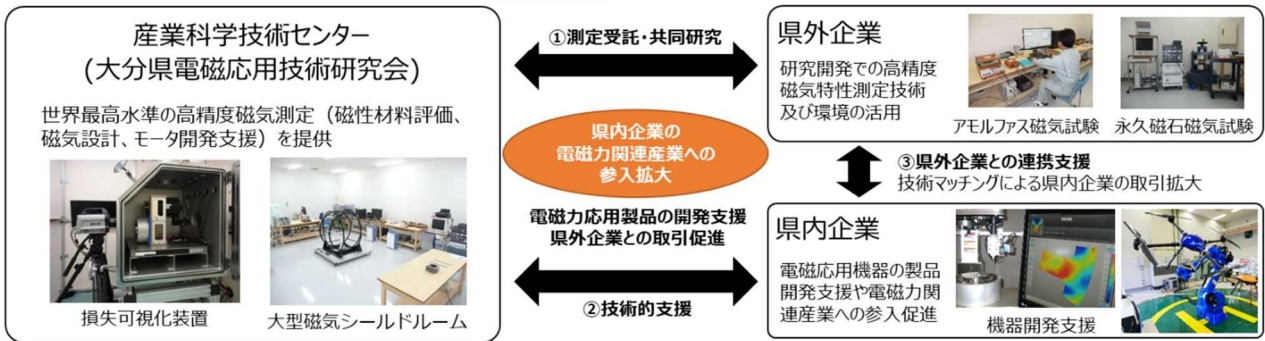 産業科学技術センター
(大分県電磁応用技術研究会)
世界最高水準の高精度磁気測定（磁性材料評価、
磁気設計、モータ開発支援）を提供
損失可視化装置
大型磁気シールドルーム
①測定受託・共同研究
県内企業の
電磁力関連産業への
参入拡大
電磁力応用製品の開発支援
県外企業との取引促進
②技術的支援
県外企業
研究開発での高精度
磁気特性測定技術
及び環境の活用
アモルファス磁気試験
永久磁石磁気試験
③県外企業との連携支援
技術マッチングによる県内企業の取引拡大
県内企業
電磁応用機器の製品
開発支援や電磁力関
連産業への参入促進
機器開発支援